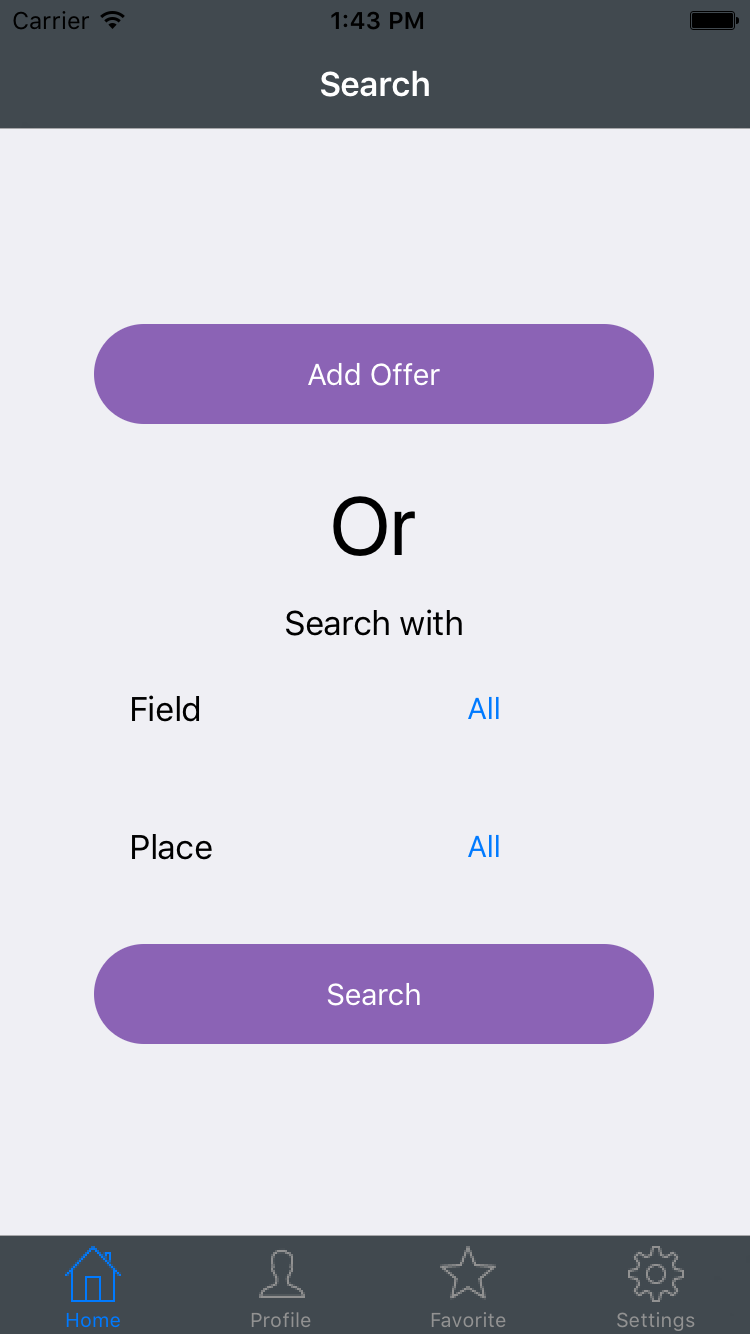 Carrier 1:43 PM
Search
Add Offer
Or
Search with
Field All
Place All
Search
Home Profile Favorite Settings